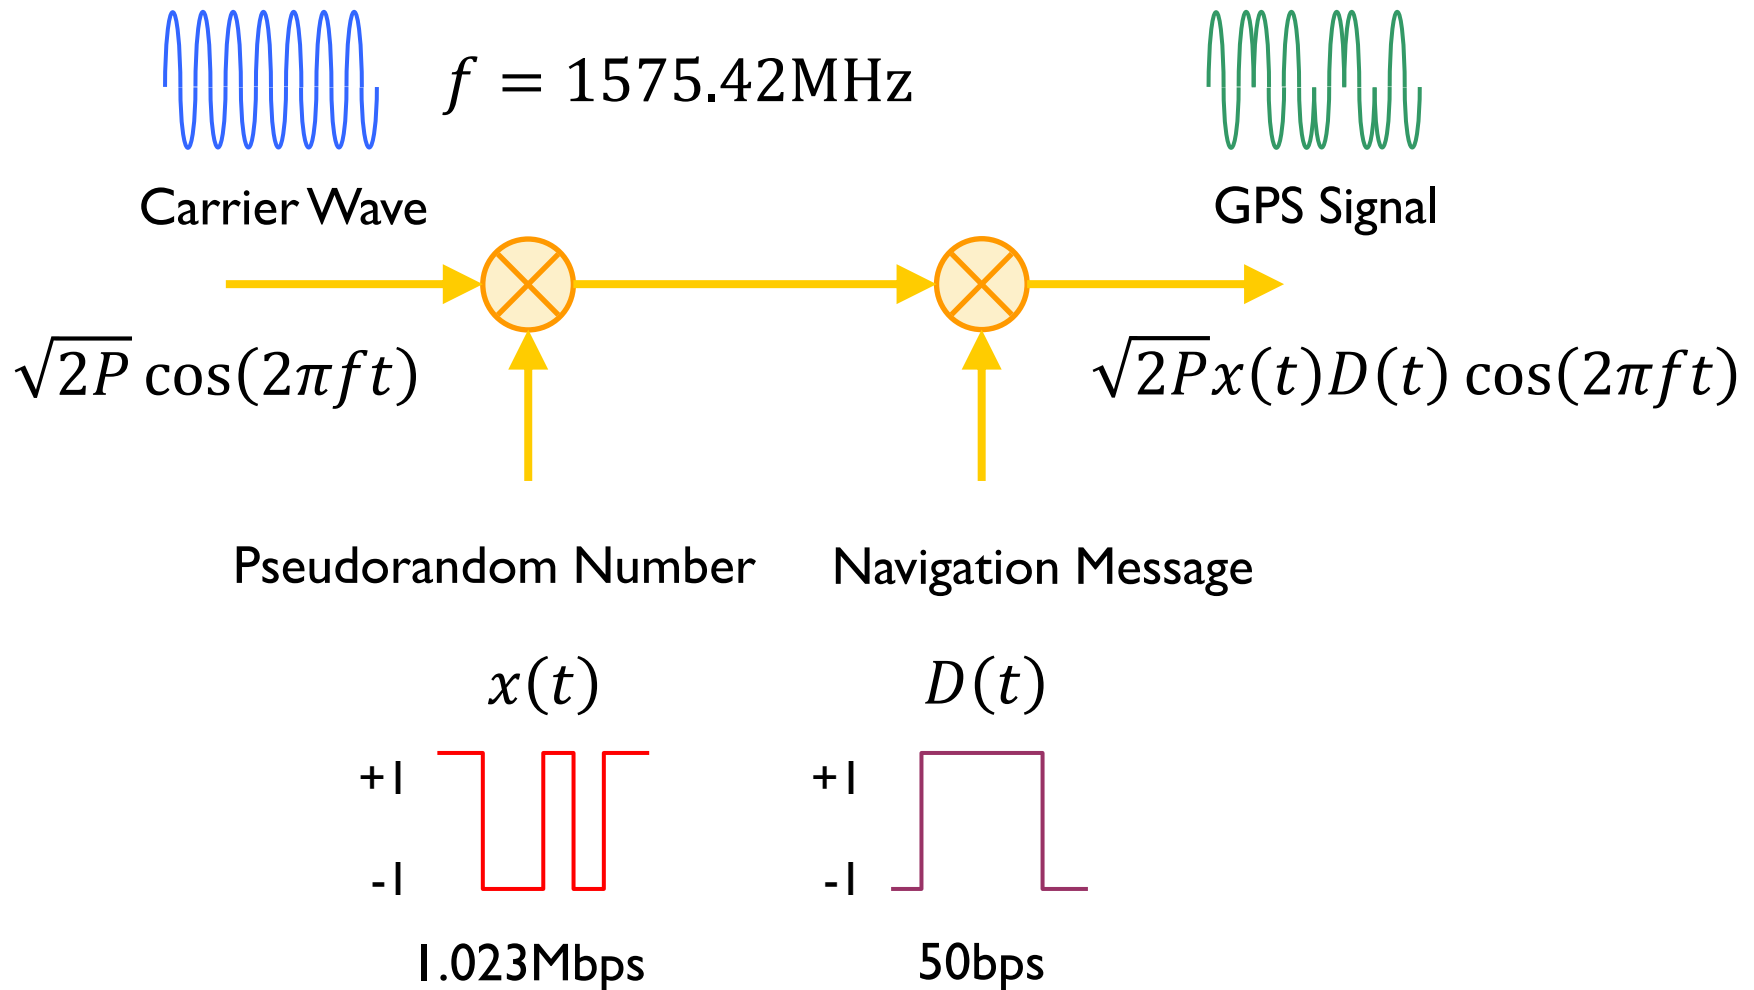 f = 1575.42MHz
Carrier Wave
GPS Signal
√2P cos(2πft)
√2Px(t)D(t) cos(2πft)
Pseudorandom Number
Navigation Message
x(t)
D(t)
+1
-1
+1
-1
1.023Mbps
50bps